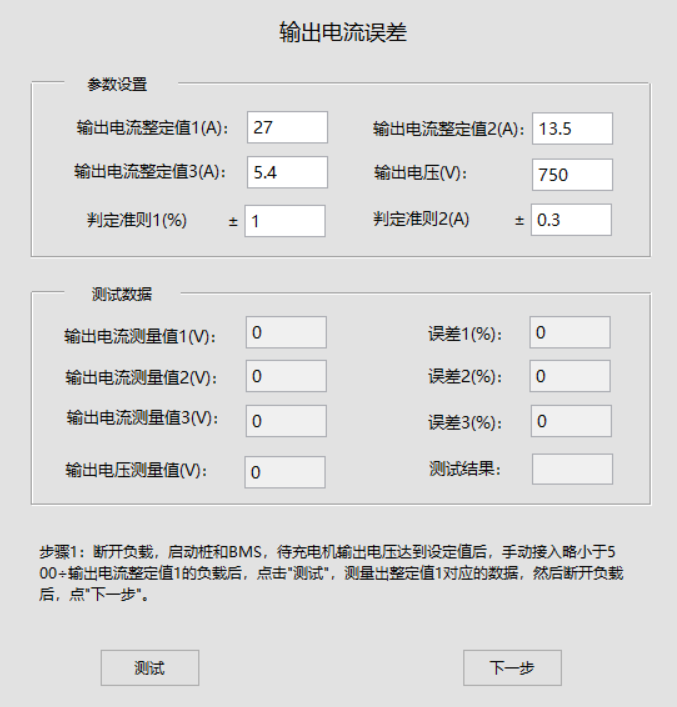 输出电流误差
参数设置
输出电流整定值1(A): 27 输出电流整定值2(A): 13.5
输出电流整定值3(A): 5.4 输出电压(V): 750
判定准则1(%) ± 1 判定准则2(A) ± 0.3
测试数据
输出电流测量值1(V): 0 误差1(%): 0
输出电流测量值2(V): 0 误差2(%): 0
输出电流测量值3(V): 0 误差3(%): 0
输出电压测量值(V): 0 测试结果:
步骤1：断开负载，启动桩和BMS，待充电机输出电压达到设定值后，手动接入略小于5
00÷输出电流整定值1的负载后，点击"测试"，测量出整定值1对应的数据，然后断开负载
后，点"下一步"。
测试 下一步